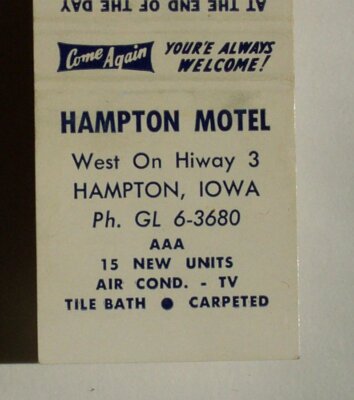 AT THE END OF THE DAY
Come Again YOU'RE ALWAYS
WELCOME!
HAMPTON MOTEL
West On Hiway 3
HAMPTON, IOWA
Ph. GL 6-3680
AAA
15 NEW UNITS
AIR COND. - TV
TILE BATH ● CARPETED